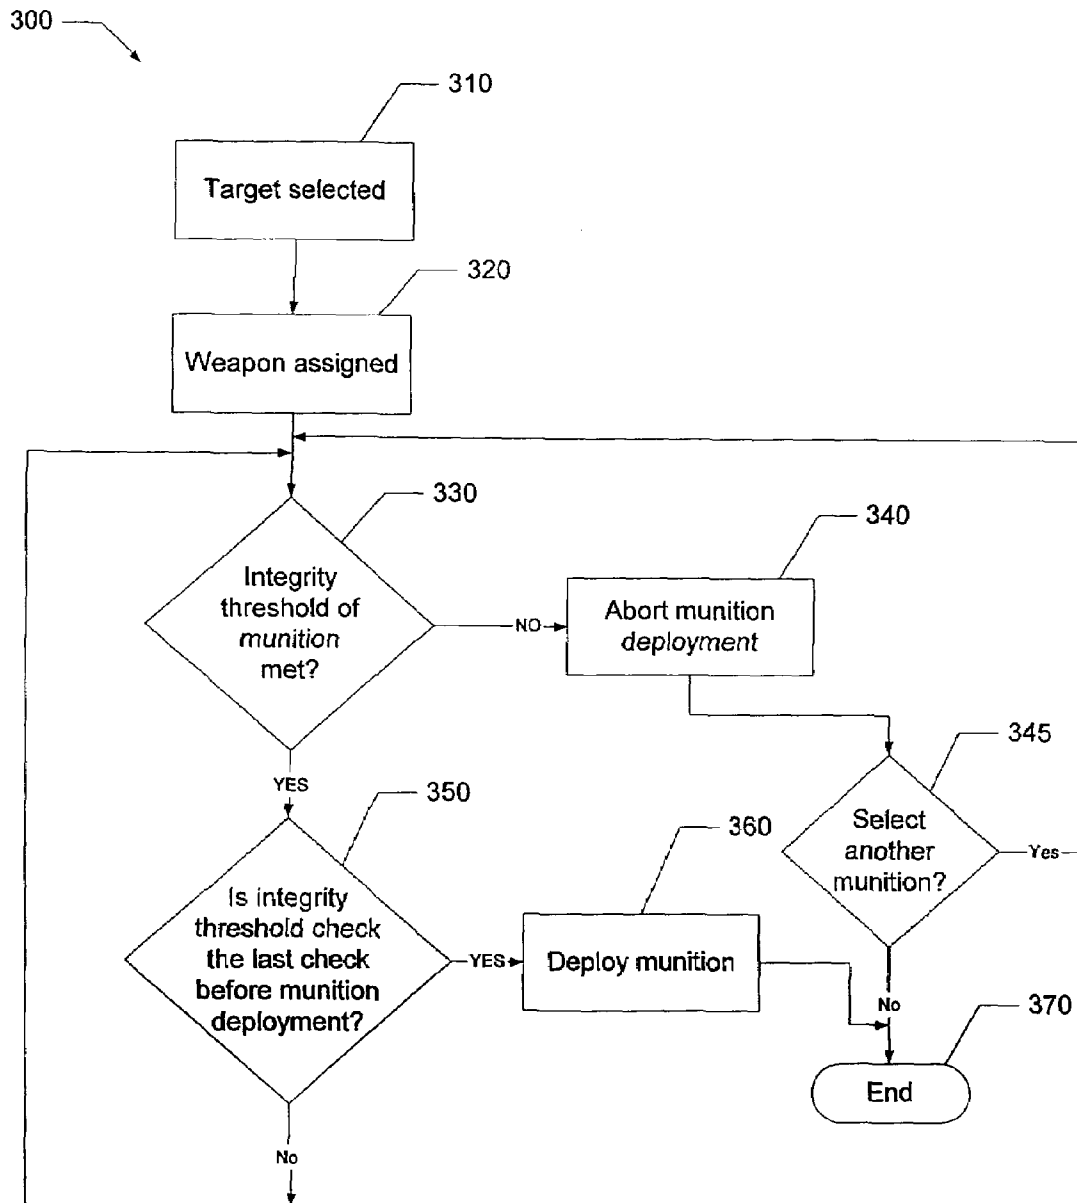 300
310
Target selected
320
Weapon assigned
330
Integrity
threshold of
munition
met?
NO
340
Abort munition
deployment
YES
345
Select
another
munition?
Yes
350
Is integrity
threshold check
the last check
before munition
deployment?
YES
360
Deploy munition
No
370
End
No